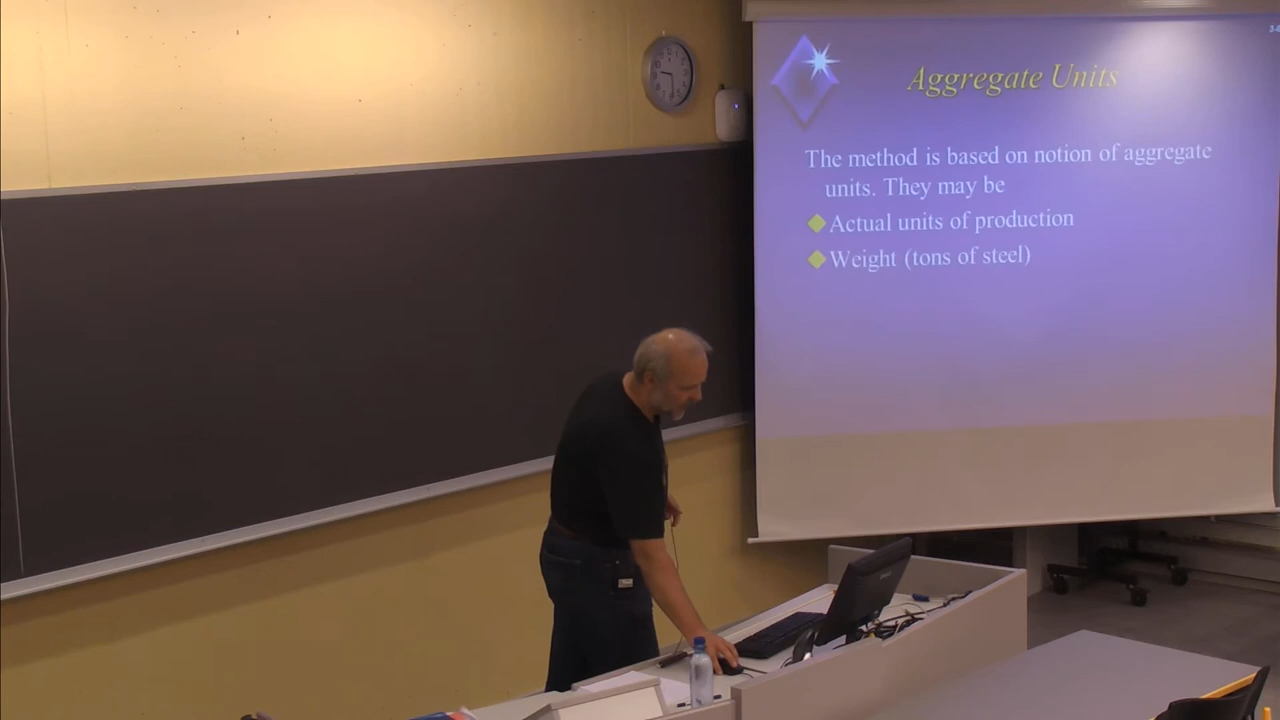 Aggregate Units
The method is based on notion of aggregate
units. They may be
Actual units of production
Weight (tons of steel)